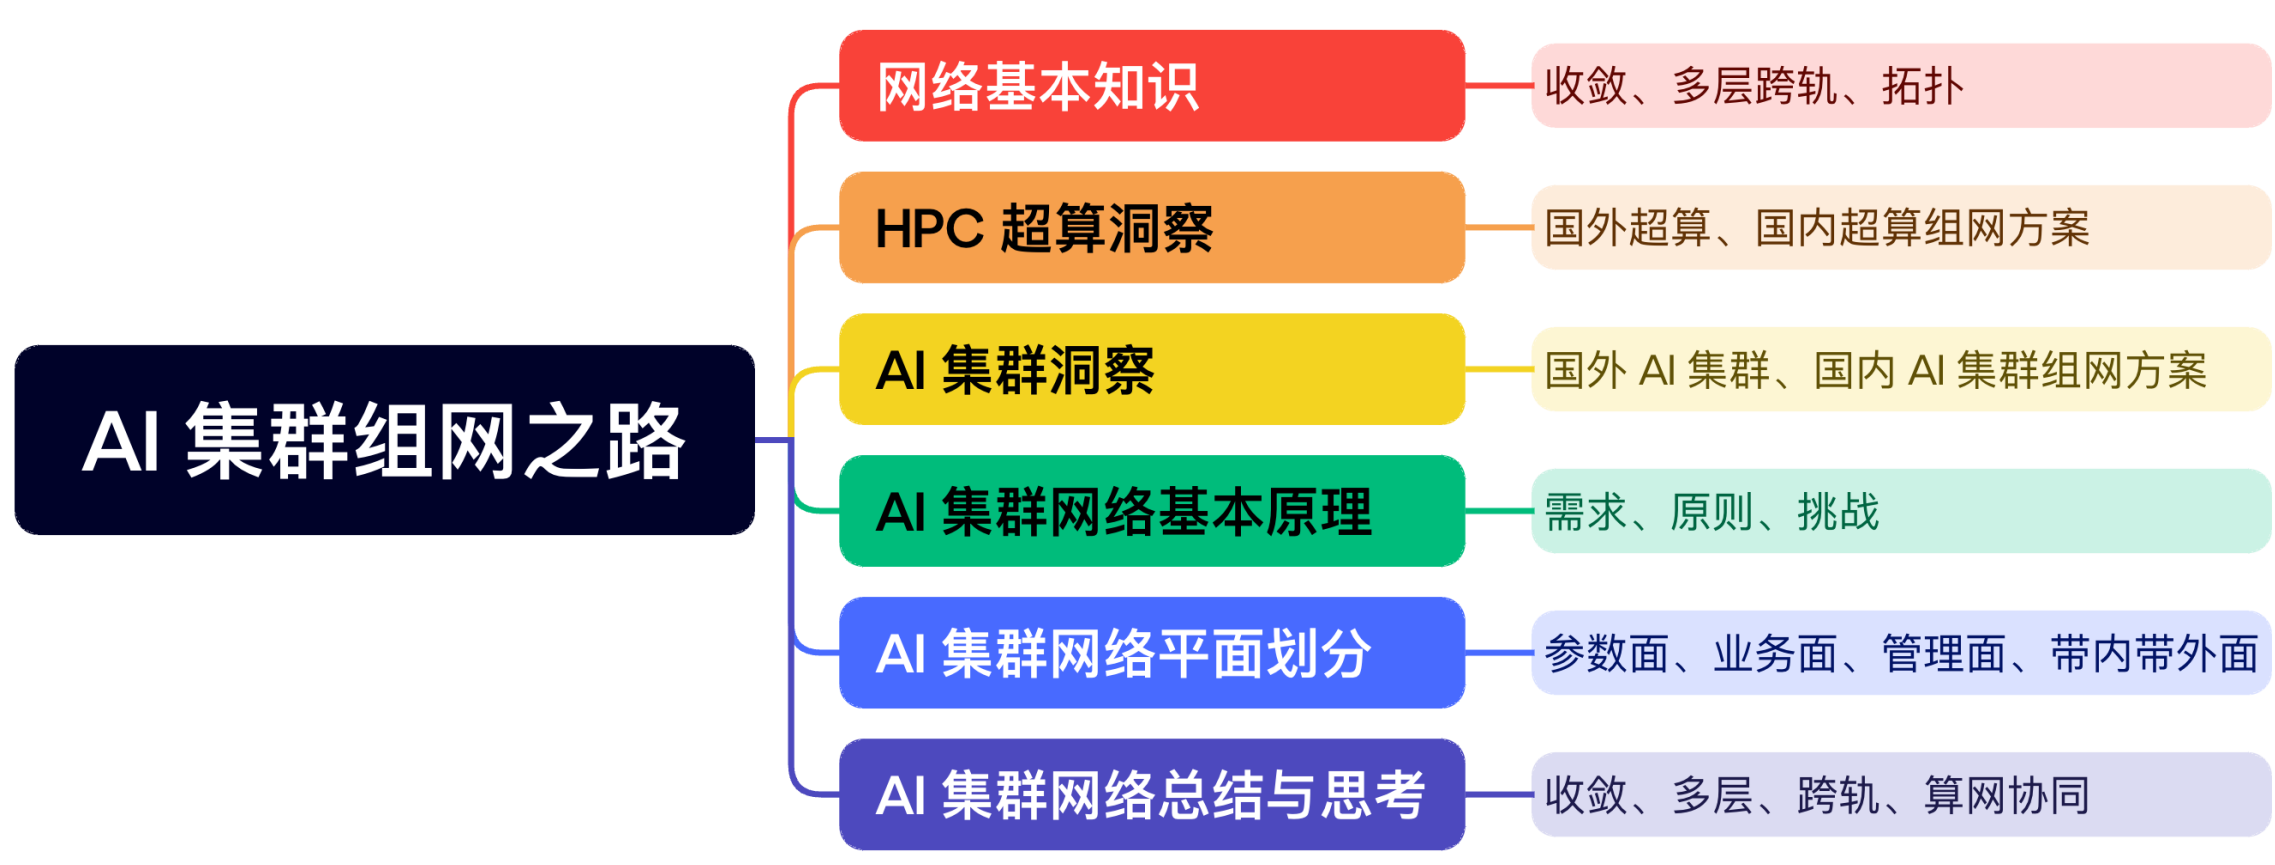 AI 集群组网之路
网络基本知识
收敛、多层跨轨、拓扑
HPC 超算洞察
国外超算、国内超算组网方案
AI 集群洞察
国外 AI 集群、国内 AI 集群组网方案
AI 集群网络基本原理
需求、原则、挑战
AI 集群网络平面划分
参数面、业务面、管理面、带内带外面
AI 集群网络总结与思考
收敛、多层、跨轨、算网协同